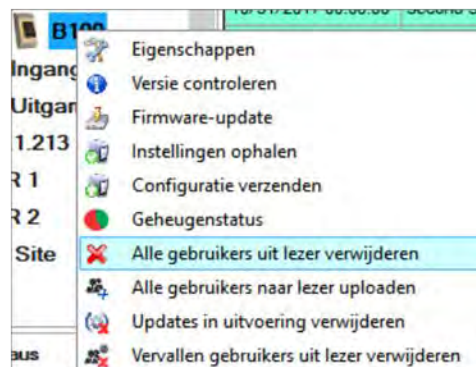 B100
Eigenschappen
Ingang
Versie controleren
Uitgan
Firmware-update
1.213
Instellingen ophalen
R 1
Configuratie verzenden
R 2
Geheugenstatus
Site
Alle gebruikers uit lezer verwijderen
Alle gebruikers naar lezer uploaden
Updates in uitvoering verwijderen
aus
Vervallen gebruikers uit lezer verwijderen